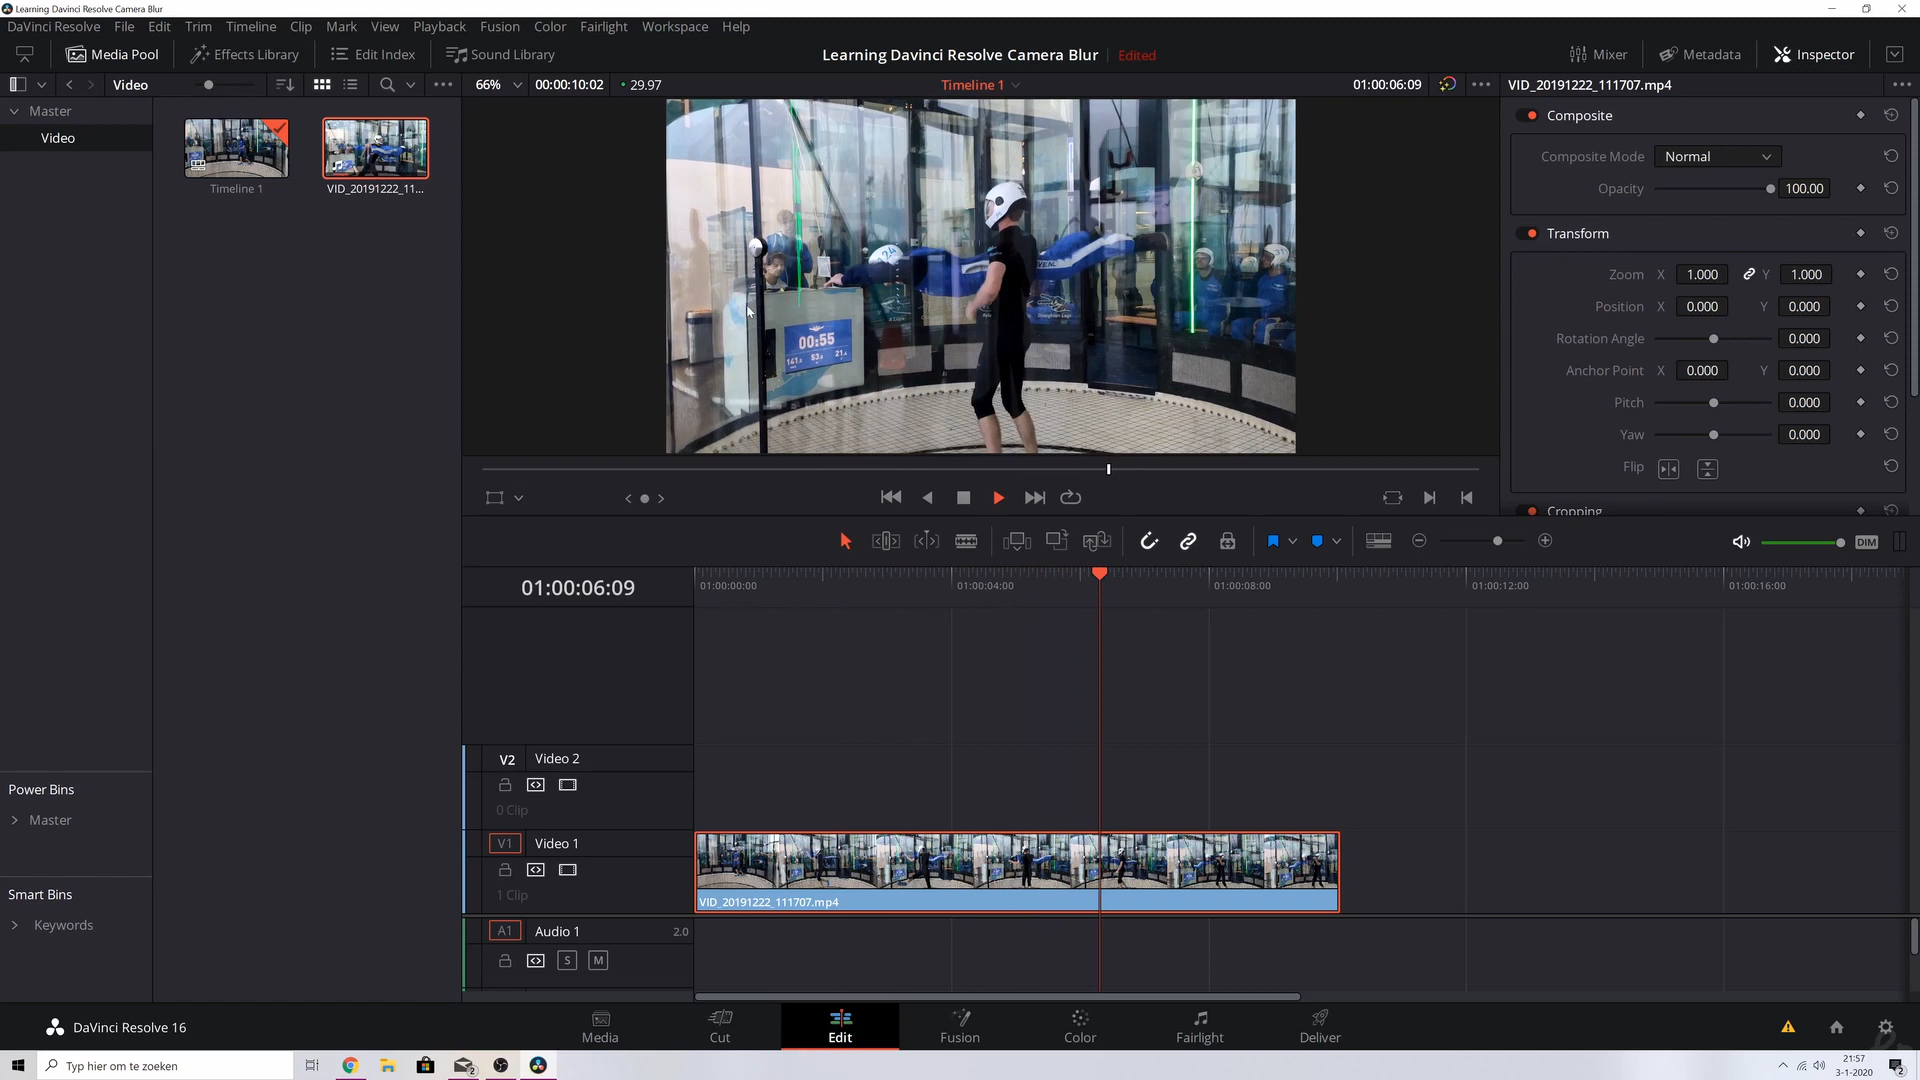 Learning Davinci Resolve Camera Blur
DaVinci Resolve File Edit Trim Timeline Clip Mark View Playback Fusion Color Fairlight Workspace Help
Media Pool Effects Library Edit Index Sound Library Learning Davinci Resolve Camera Blur Edited Mixer Metadata Inspector
Video 66% 00:00:10:02 29.97 Timeline 1 01:00:06:09 VID_20191222_111707.mp4
Master
Video
Timeline 1 VID_20191222_11...
00:55
Composite
Composite Mode Normal
Opacity 100.00
Transform
Zoom X 1.000 Y 1.000
Position X 0.000 Y 0.000
Rotation Angle 0.000
Anchor Point X 0.000 Y 0.000
Pitch 0.000
Yaw 0.000
Flip
Cropping
DIM
01:00:06:09 01:00:00:00 01:00:04:00 01:00:08:00 01:00:12:00 01:00:16:00
V2 Video 2
0 Clip
V1 Video 1
1 Clip
VID_20191222_111707.mp4
A1 Audio 1 2.0
S M
Power Bins
Master
Smart Bins
Keywords
DaVinci Resolve 16
Media Cut Edit Fusion Color Fairlight Deliver
Typ hier om te zoeken
2
21:57
3-1-2020
2